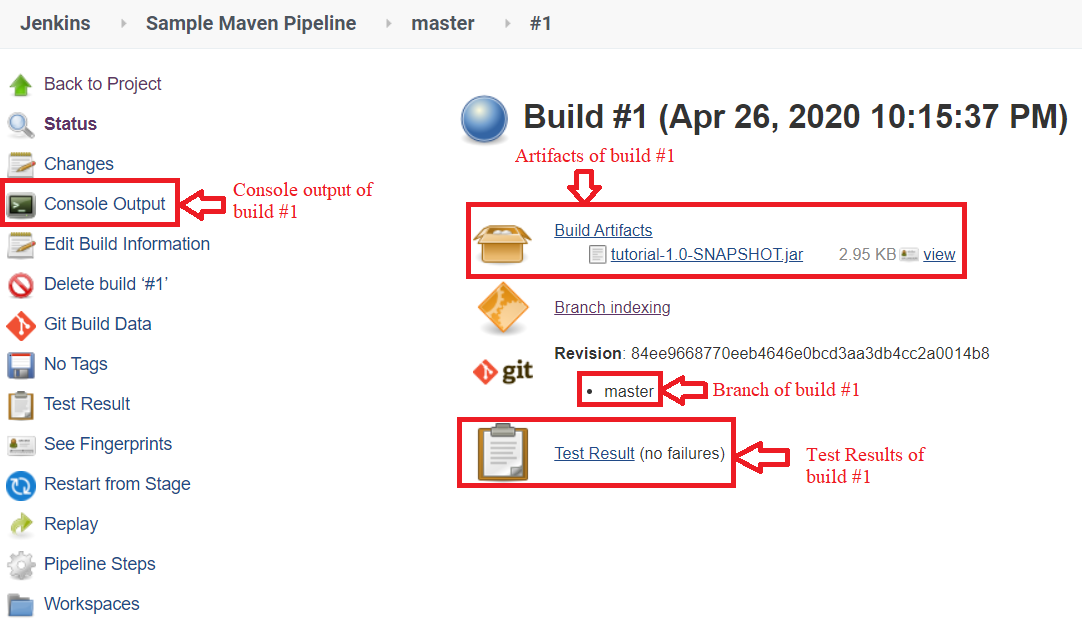 Jenkins Sample Maven Pipeline master #1
Back to Project
Status
Changes
Console Output
Edit Build Information
Delete build ‘#1’
Git Build Data
No Tags
Test Result
See Fingerprints
Restart from Stage
Replay
Pipeline Steps
Workspaces
Console output of
build #1
Build #1 (Apr 26, 2020 10:15:37 PM)
Artifacts of build #1
Build Artifacts
tutorial-1.0-SNAPSHOT.jar 2.95 KB view
Branch indexing
Revision: 84ee9668770eeb4646e0bcd3aa3db4cc2a0014b8
git
• master
Branch of build #1
Test Result (no failures)
Test Results of
build #1